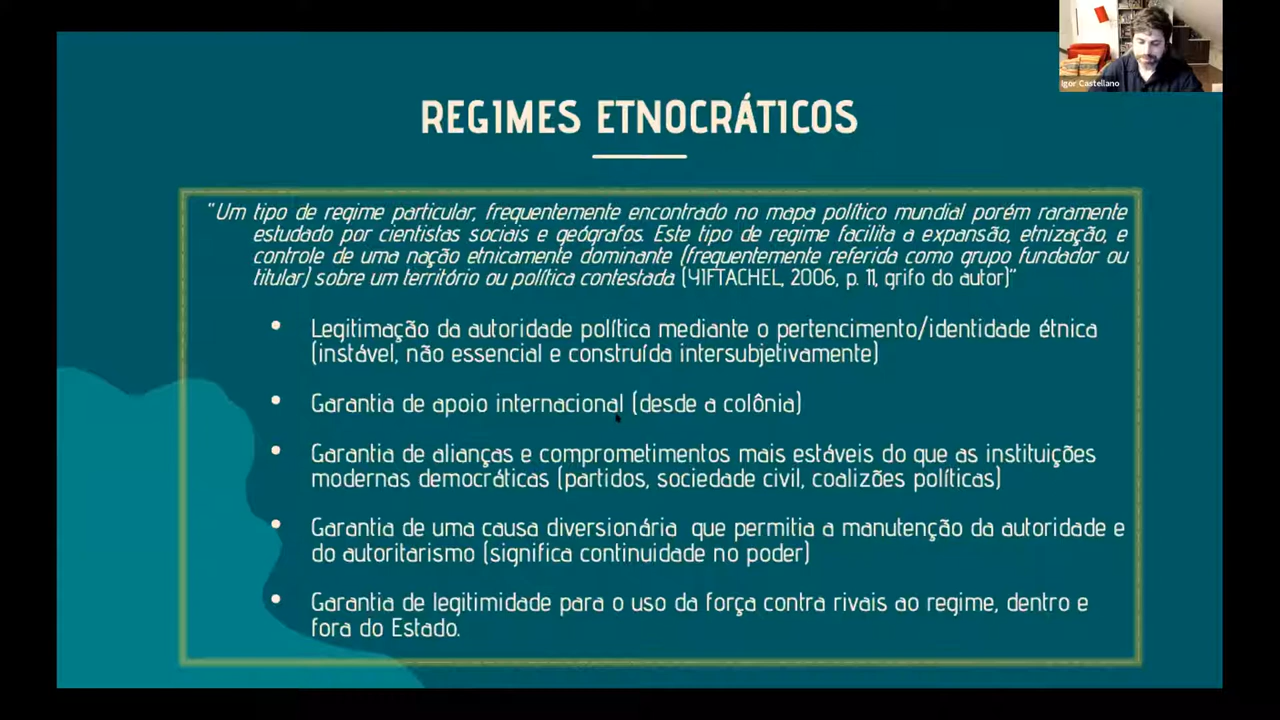 Igor Castellano
REGIMES ETNOCRÁTICOS
"Um tipo de regime particular, frequentemente encontrado no mapa político mundial porém raramente
estudado por cientistas sociais e geógrafos. Este tipo de regime facilita a expansão, etnização, e
controle de uma nação etnicamente dominante (frequentemente referida como grupo fundador ou
titular) sobre um território ou política contestada. (YIFTACHEL, 2006, p. 11, grifo do autor)"
• Legitimação da autoridade política mediante o pertencimento/identidade étnica
(instável, não essencial e construída intersubjetivamente)
• Garantia de apoio internacional (desde a colônia)
• Garantia de alianças e comprometimentos mais estáveis do que as instituições
modernas democráticas (partidos, sociedade civil, coalizões políticas)
• Garantia de uma causa diversionária que permitia a manutenção da autoridade e
do autoritarismo (significa continuidade no poder)
• Garantia de legitimidade para o uso da força contra rivais ao regime, dentro e
fora do Estado.